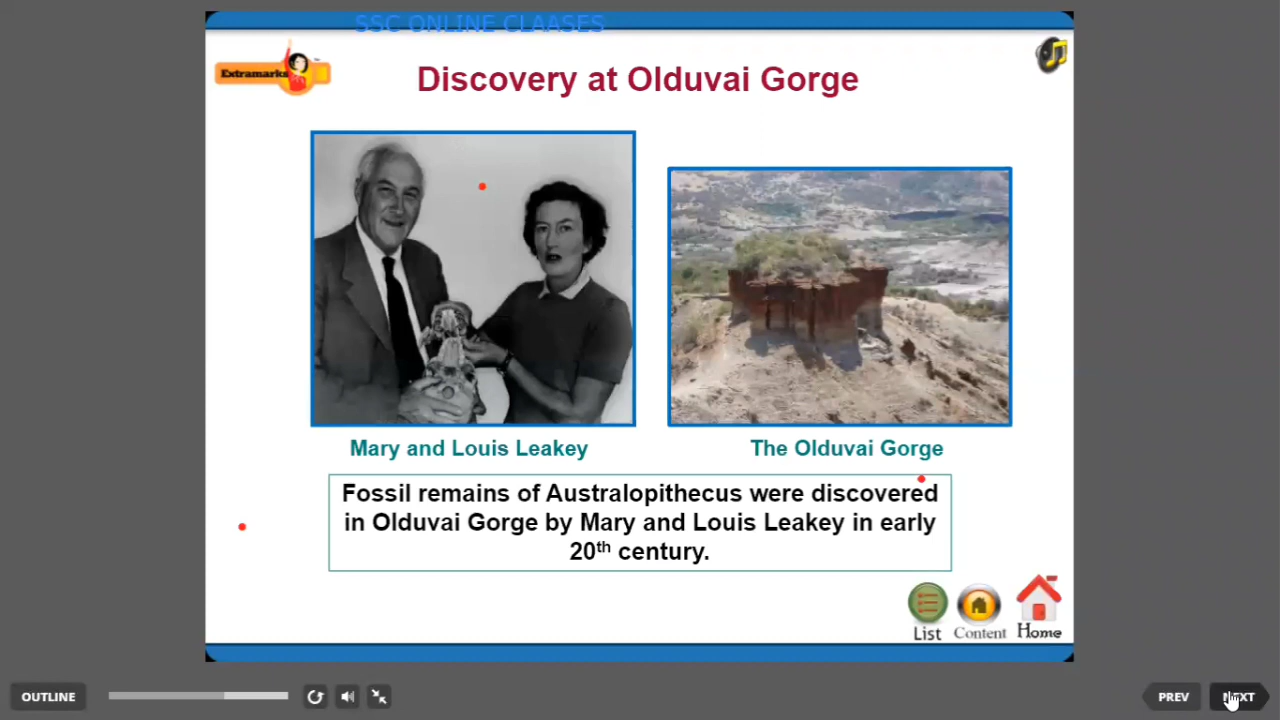 SSC ONLINE CLAASES
Extramarks
Discovery at Olduvai Gorge
Mary and Louis Leakey
The Olduvai Gorge
Fossil remains of Australopithecus were discovered
in Olduvai Gorge by Mary and Louis Leakey in early
20th century.
List
Content
Home
OUTLINE
PREV
NEXT